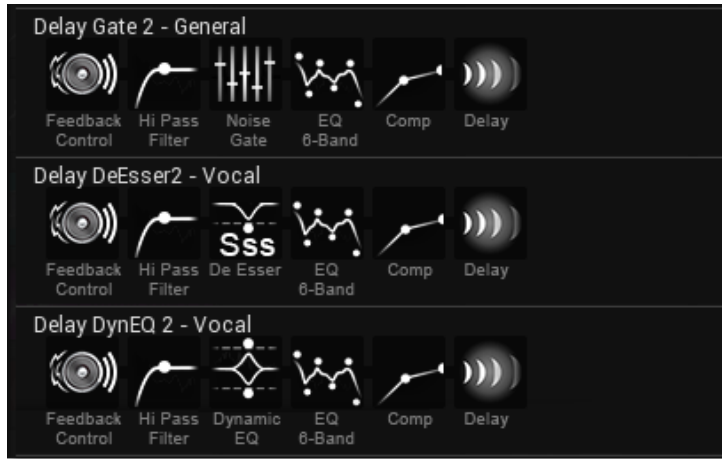 Delay Gate 2 - General
Feedback Hi Pass Noise EQ Comp Delay
Control Filter Gate 6-Band
Delay DeEsser2 - Vocal
Sss
Feedback Hi Pass De Esser EQ Comp Delay
Control Filter 6-Band
Delay DynEQ 2 - Vocal
Feedback Hi Pass Dynamic EQ Comp Delay
Control Filter EQ 6-Band